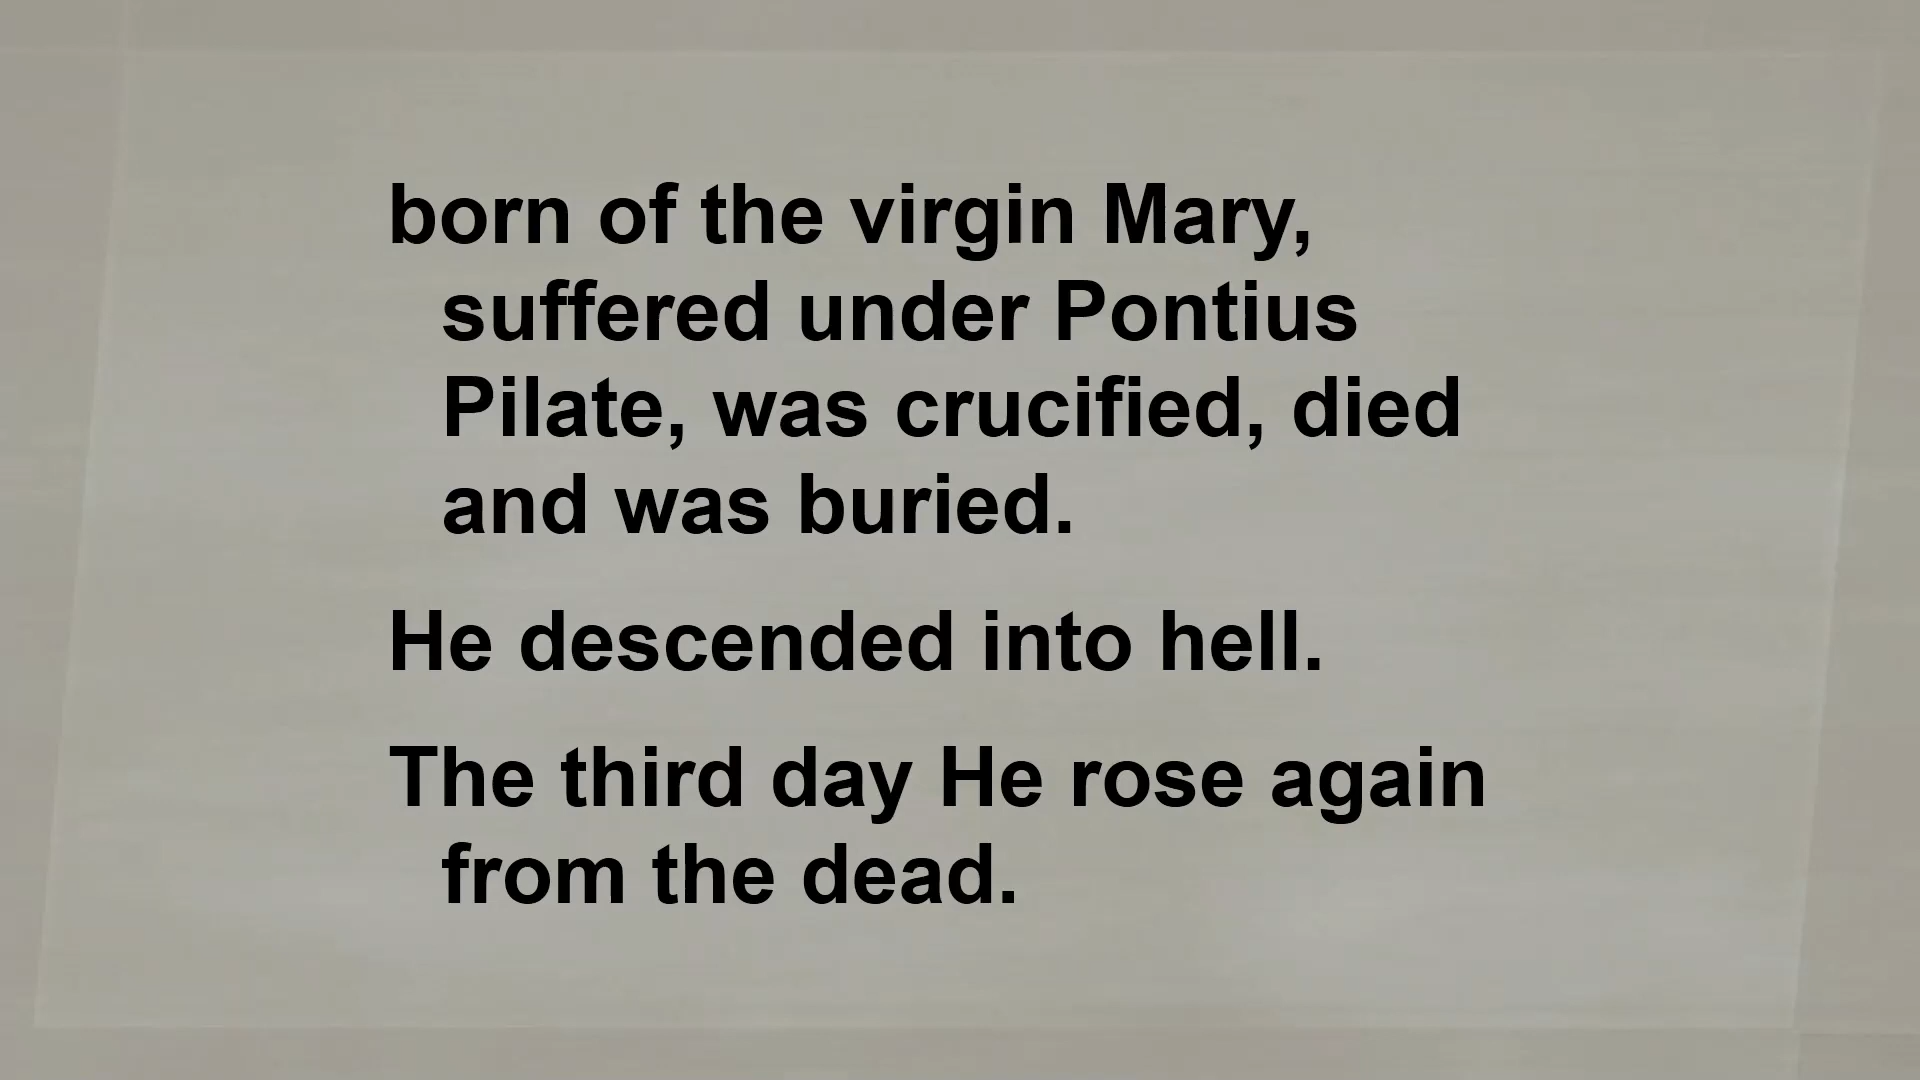 born of the virgin Mary,
suffered under Pontius
Pilate, was crucified, died
and was buried.
He descended into hell.
The third day He rose again
from the dead.